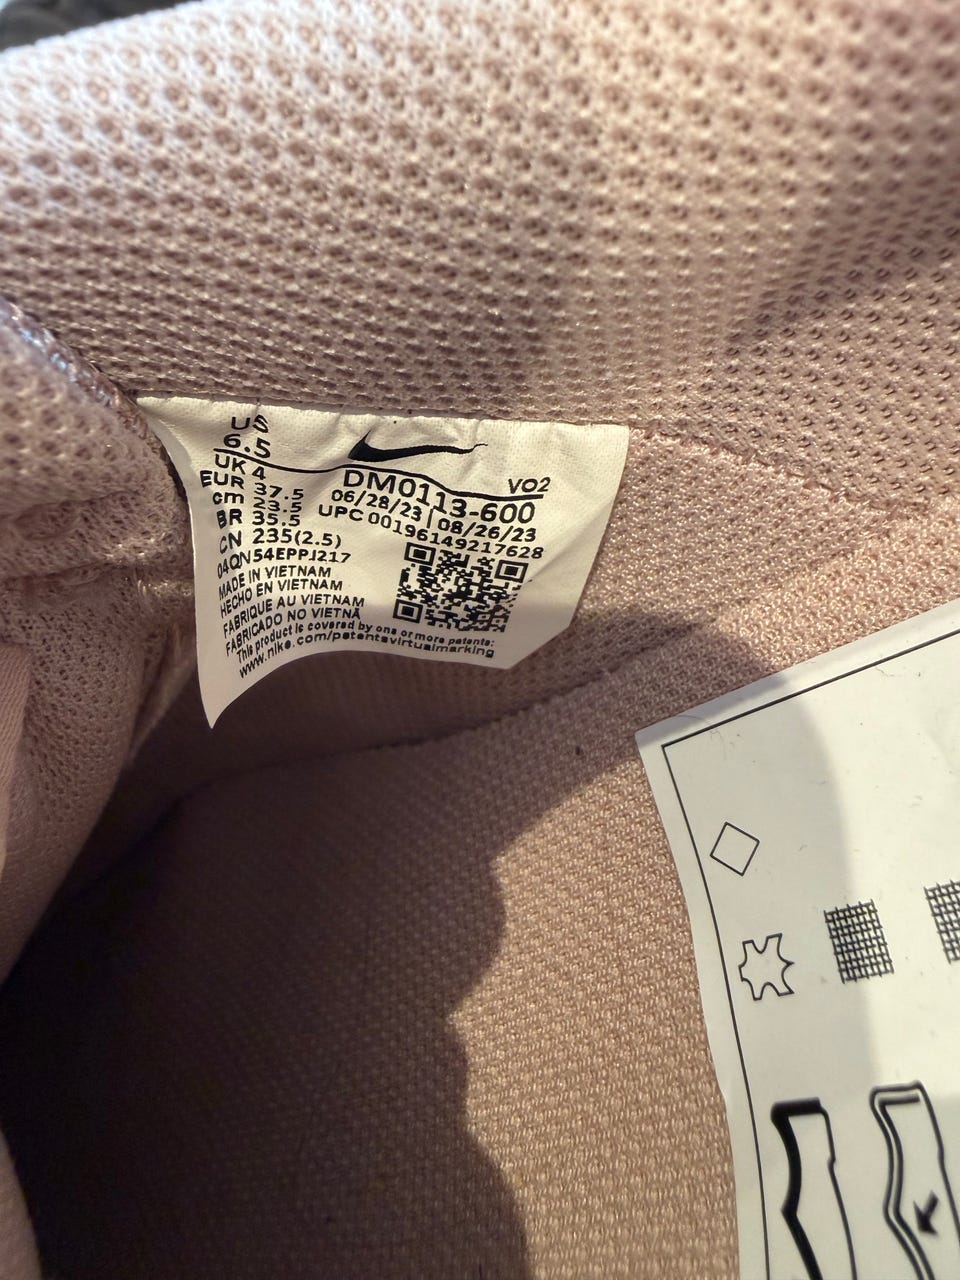 US
6.5
UK 4
EUR 37.5
cm 23.5
BR 35.5
CN 235(2.5)
VO2
DM0113-600
06/28/23 | 08/26/23
UPC 00196149217628
04QN54EPPJ217
MADE IN VIETNAM
HECHO EN VIETNAM
FABRIQUE AU VIETNAM
FABRICADO NO VIETNÃ
This product is covered by one or more patents:
www.nike.com/patentsvirtualmarking